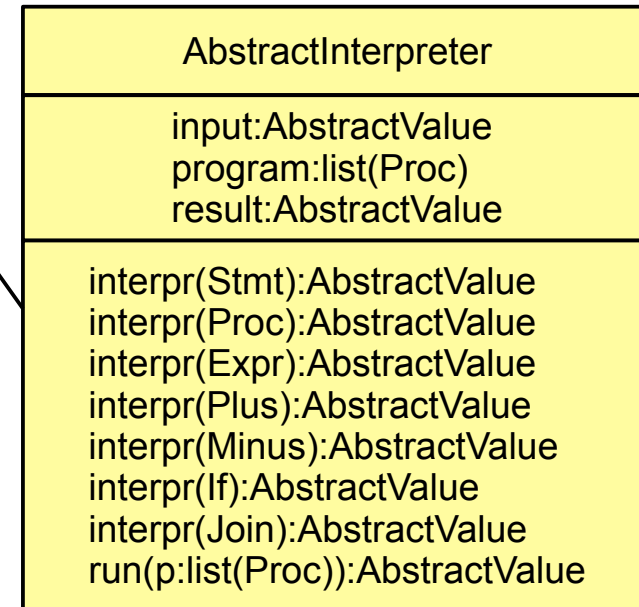 AbstractInterpreter
input:AbstractValue
program:list(Proc)
result:AbstractValue
interpr(Stmt):AbstractValue
interpr(Proc):AbstractValue
interpr(Expr):AbstractValue
interpr(Plus):AbstractValue
interpr(Minus):AbstractValue
interpr(If):AbstractValue
interpr(Join):AbstractValue
run(p:list(Proc)):AbstractValue